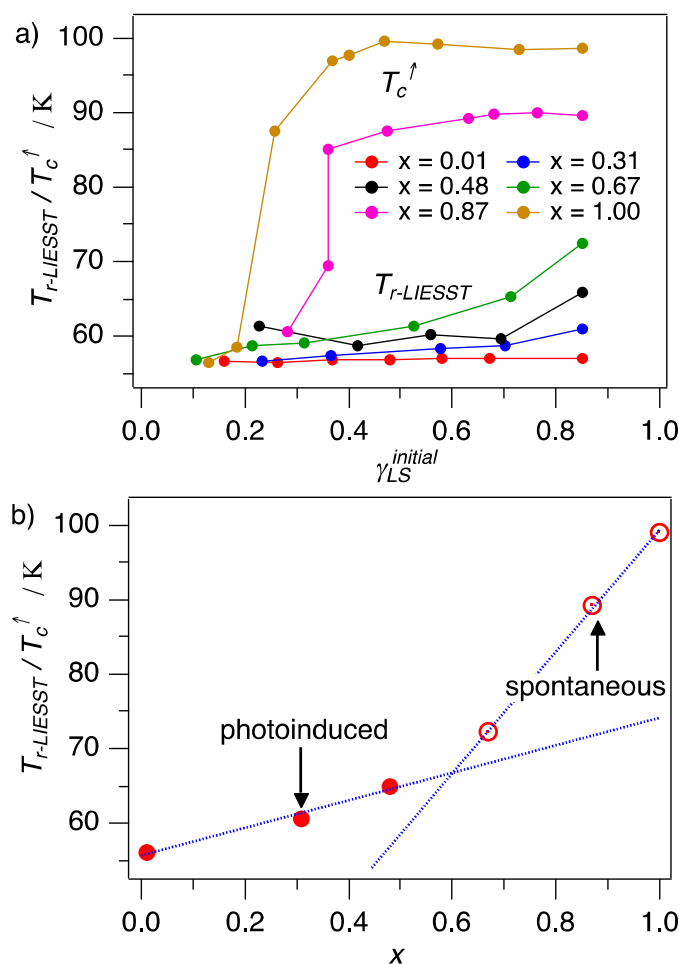 a)
100
90
80
70
60
T_r-LIESST / T_c↑ / K
T_c↑
x = 0.01 x = 0.31
x = 0.48 x = 0.67
x = 0.87 x = 1.00
T_r-LIESST
0.0 0.2 0.4 0.6 0.8 1.0
γ_LS^initial
b)
100
90
80
70
60
T_r-LIESST / T_c↑ / K
spontaneous
photoinduced
0.0 0.2 0.4 0.6 0.8 1.0
x